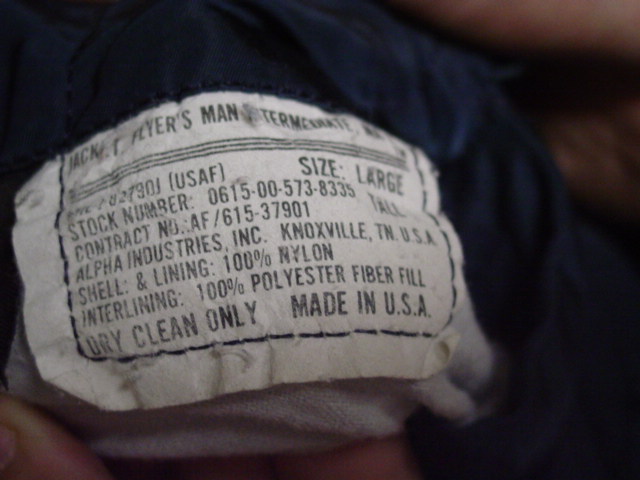 JACKET, FLYER'S MAN INTERMEDIATE,
(USAF) SIZE: LARGE
STOCK NUMBER: 0615-00-573-8335 TALL
CONTRACT NO.:AF/615-37901
ALPHA INDUSTRIES, INC. KNOXVILLE, TN. U.S.A.
SHELL: & LINING: 100% NYLON
INTERLINING: 100% POLYESTER FIBER FILL
DRY CLEAN ONLY MADE IN U.S.A.